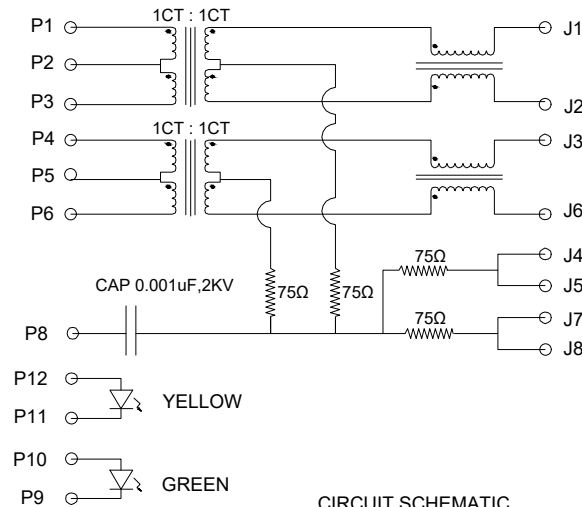 1CT : 1CT
P1
J1
P2
P3
J2
1CT : 1CT
P4
J3
P5
P6
J6
75Ω
J4
CAP 0.001uF,2KV
75Ω
75Ω
J5
75Ω
J7
P8
J8
P12
YELLOW
P11
P10
GREEN
P9
CIRCUIT SCHEMATIC